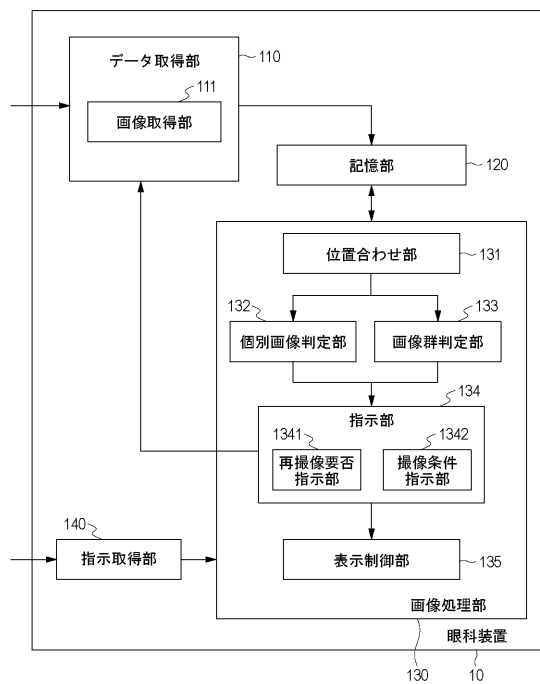 データ取得部
110
111
画像取得部
記憶部
120
位置合わせ部
131
132
133
個別画像判定部
画像群判定部
134
指示部
1341
1342
再撮像要否
指示部
撮像条件
指示部
140
指示取得部
表示制御部
135
画像処理部
眼科装置
130
10